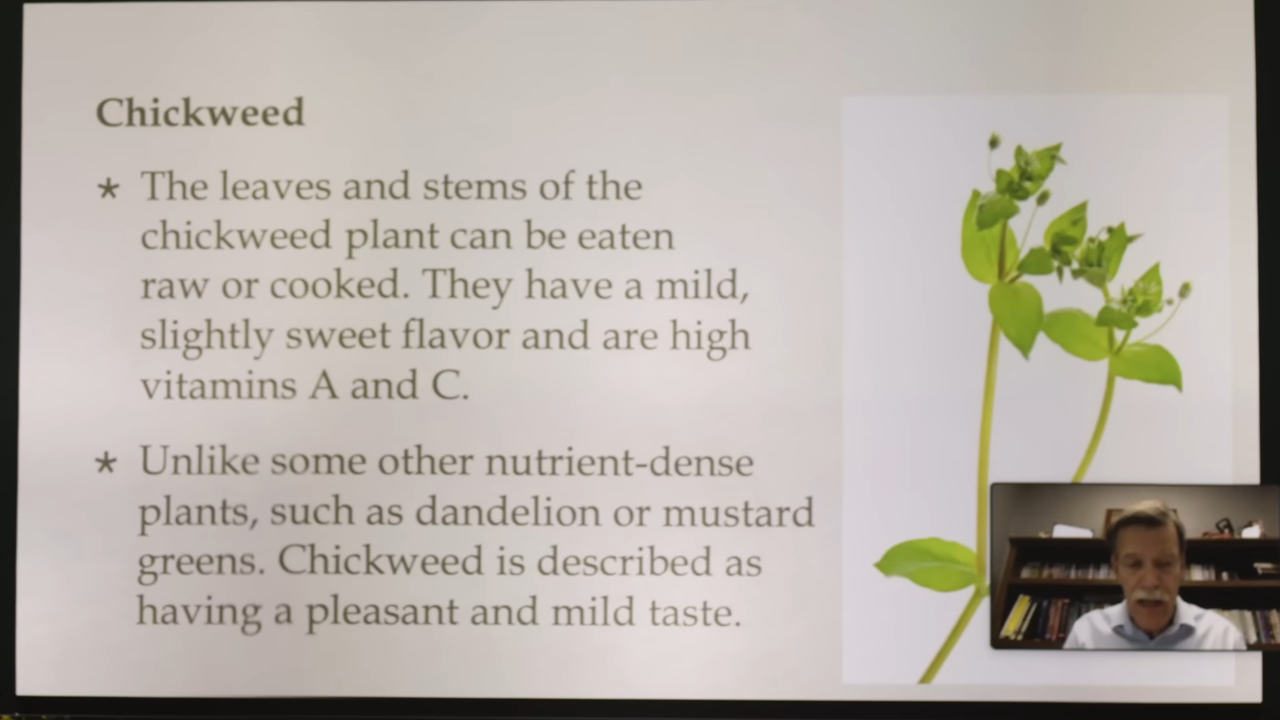 Chickweed
* The leaves and stems of the
chickweed plant can be eaten
raw or cooked. They have a mild,
slightly sweet flavor and are high
vitamins A and C.
* Unlike some other nutrient-dense
plants, such as dandelion or mustard
greens. Chickweed is described as
having a pleasant and mild taste.